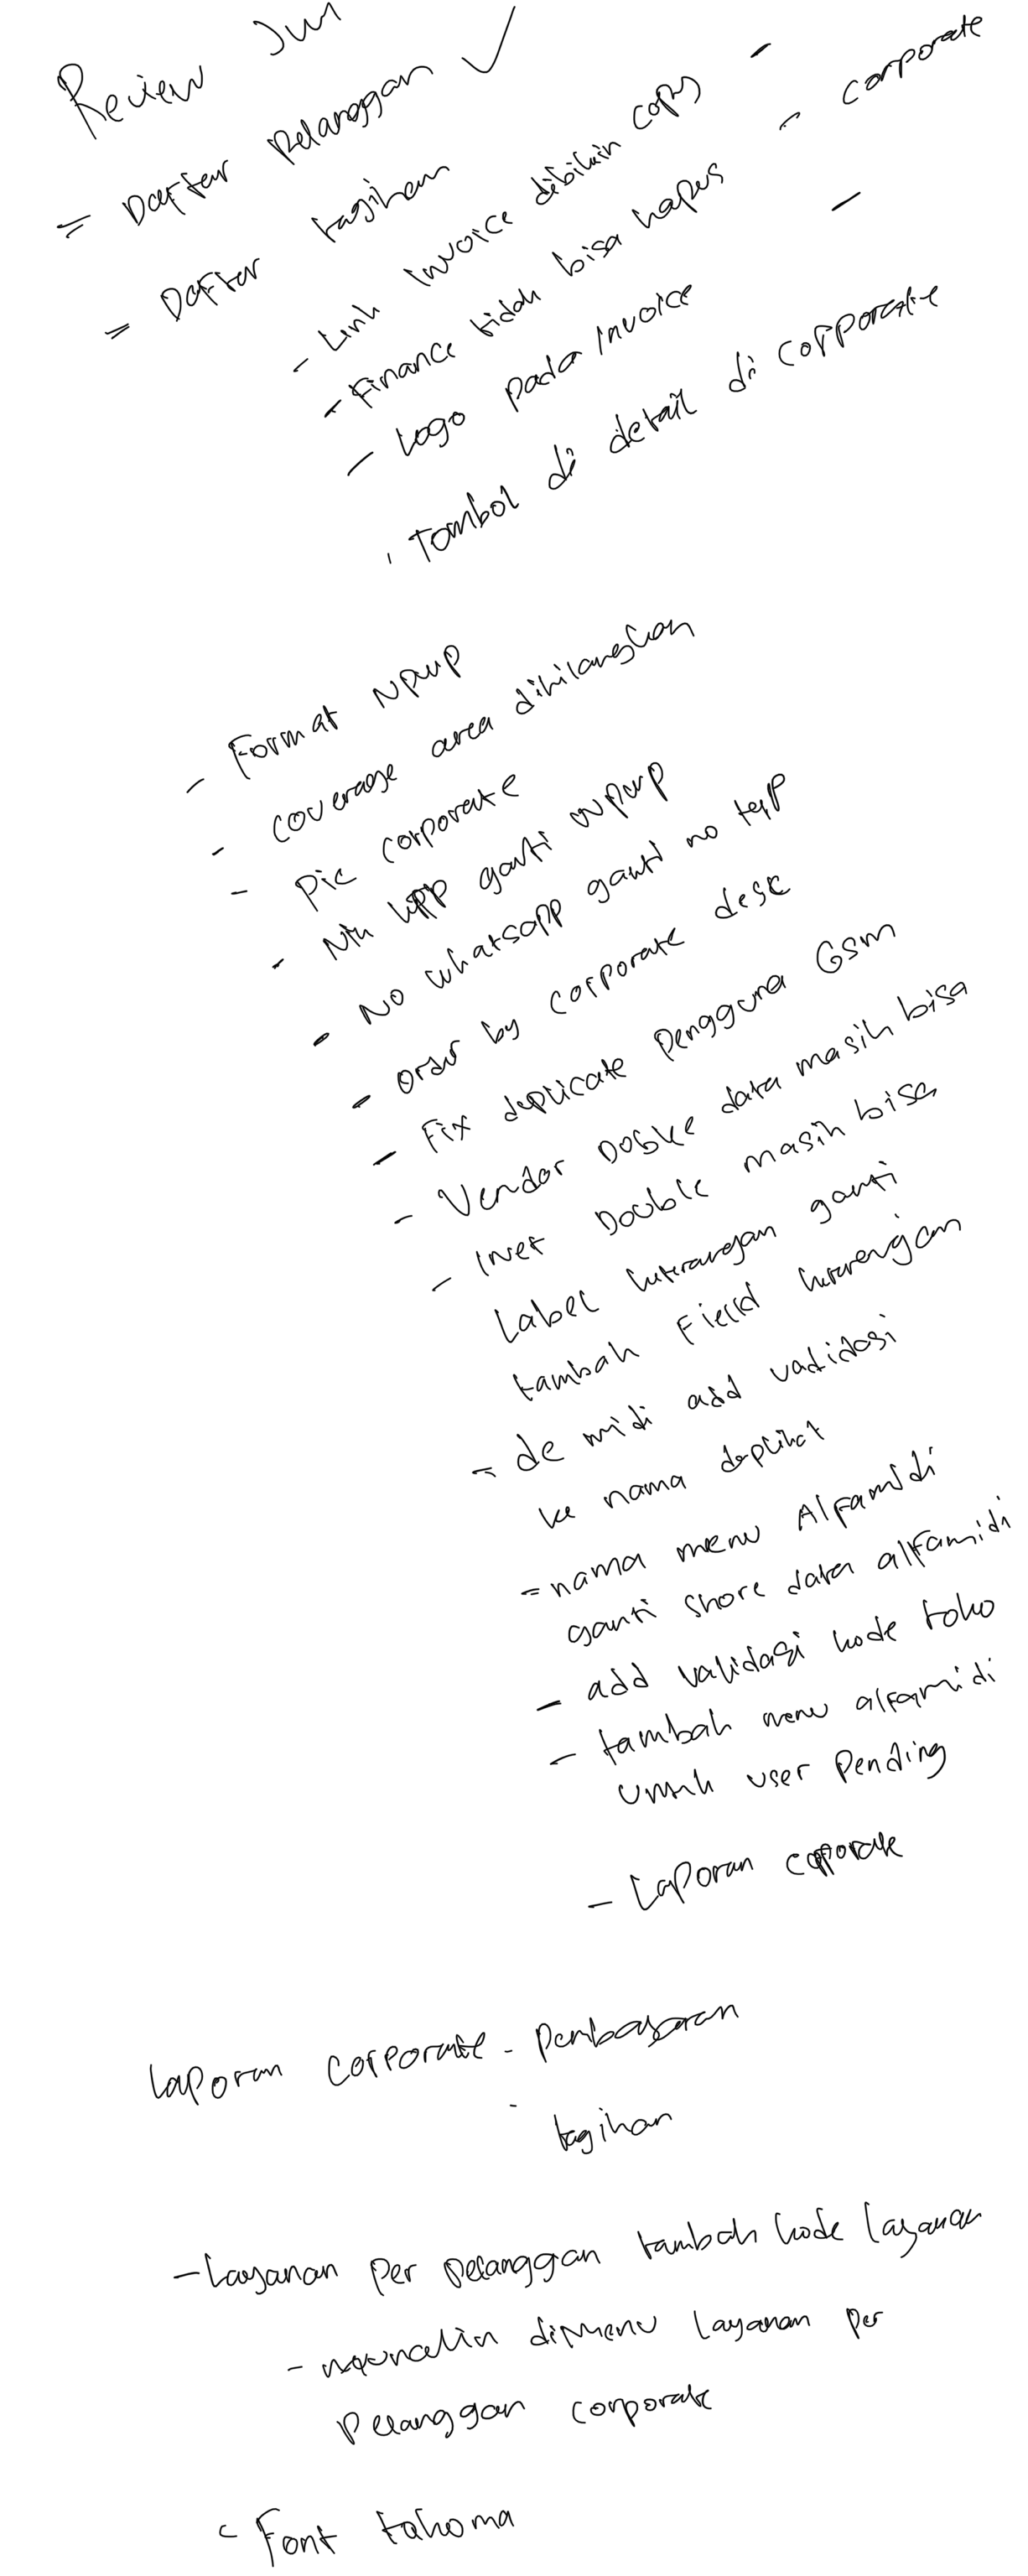 Review Jun
= Daftar Pelanggan ✓
= Daftar tagihan
- Link invoice dibikin copy -
- Finance tidak bisa hapus - corporate
- Logo pada invoice -
Tombol di detail di corporate
- Format NPWP
- coverage area dihilangkan
- Pic corporate
- Nik ganti NPWP
- No whatsapp ganti no telp
- order by corporate desc
- Fix duplicate Pengguna Gsm
- Vendor Doble data masih bisa
- Inet Double masih bisa
Label keterangan ganti
tambah Field keterangan
- de midi add validasi
ke nama duplikat
= nama menu Alfamidi
ganti store data alfamidi
- add validasi kode toko
- tambah menu alfamidi
untuk user Pending
- Laporan corporate
Laporan corporate - Pembayaran
- tagihan
- Layanan Per pelanggan tambah kode layanan
- dimenu Layanan Per
Pelanggan corporate
- Font tahoma